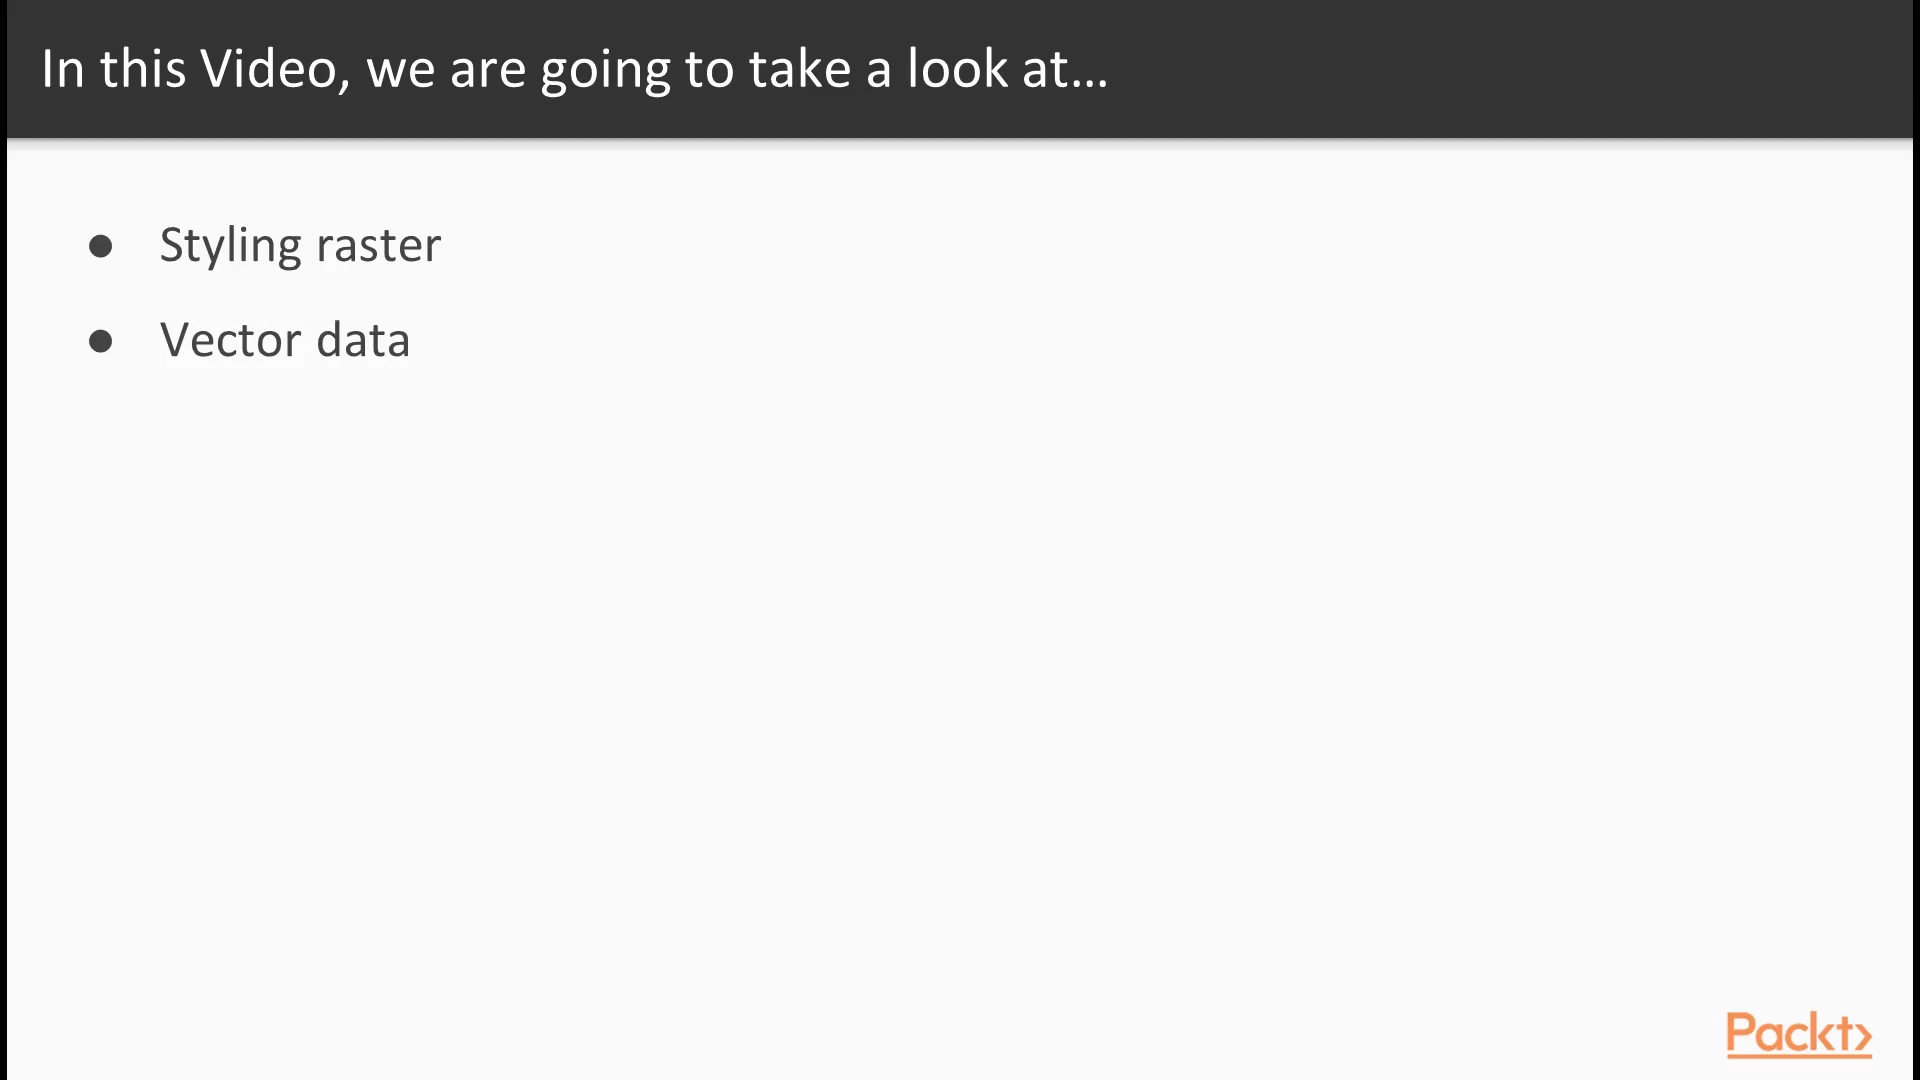 In this Video, we are going to take a look at...
● Styling raster
● Vector data
Packt>